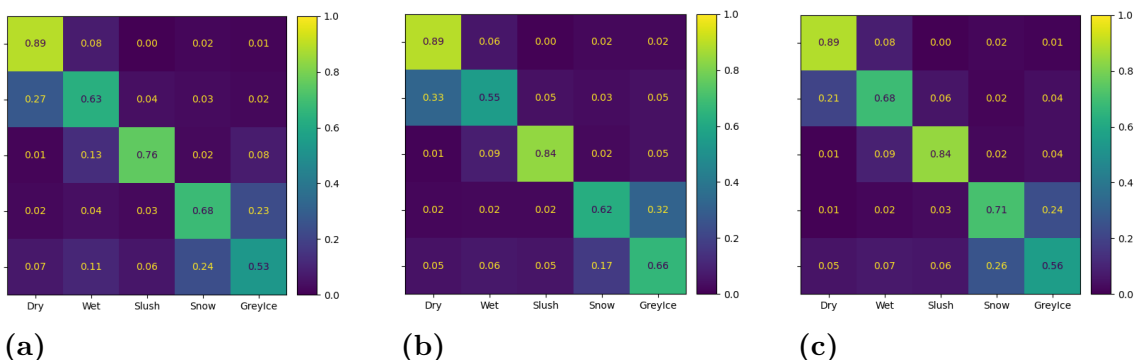 0.89 0.08 0.00 0.02 0.01
0.27 0.63 0.04 0.03 0.02
0.01 0.13 0.76 0.02 0.08
0.02 0.04 0.03 0.68 0.23
0.07 0.11 0.06 0.24 0.53
Dry Wet Slush Snow GreyIce
1.0
0.8
0.6
0.4
0.2
0.0
(a)
0.89 0.06 0.00 0.02 0.02
0.33 0.55 0.05 0.03 0.05
0.01 0.09 0.84 0.02 0.05
0.02 0.02 0.02 0.62 0.32
0.05 0.06 0.05 0.17 0.66
Dry Wet Slush Snow GreyIce
1.0
0.8
0.6
0.4
0.2
0.0
(b)
0.89 0.08 0.00 0.02 0.01
0.21 0.68 0.06 0.02 0.04
0.01 0.09 0.84 0.02 0.04
0.01 0.02 0.03 0.71 0.24
0.05 0.07 0.06 0.26 0.56
Dry Wet Slush Snow GreyIce
1.0
0.8
0.6
0.4
0.2
0.0
(c)